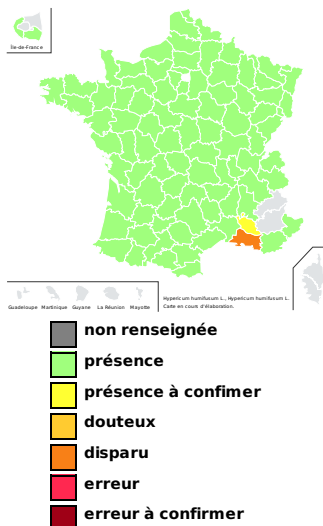 Île-de-France
Guadeloupe Martinique Guyane La Réunion Mayotte
Hypericum humifusum L., Hypericum humifusum L.
Carte en cours d'élaboration.
non renseignée
présence
présence à confimer
douteux
disparu
erreur
erreur à confirmer